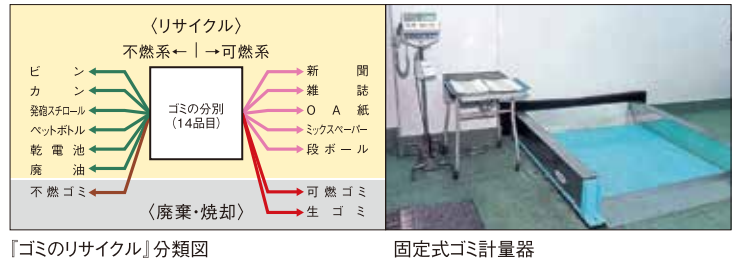 〈リサイクル〉
不燃系←｜→可燃系
ビン
カン
発砲スチロール
ペットボトル
乾電池
廃油
不燃ゴミ
ゴミの分別
(14品目)
新聞
雑誌
OA紙
ミックスペーパー
段ボール
可燃ゴミ
生ゴミ
〈廃棄・焼却〉
『ゴミのリサイクル』分類図
固定式ゴミ計量器